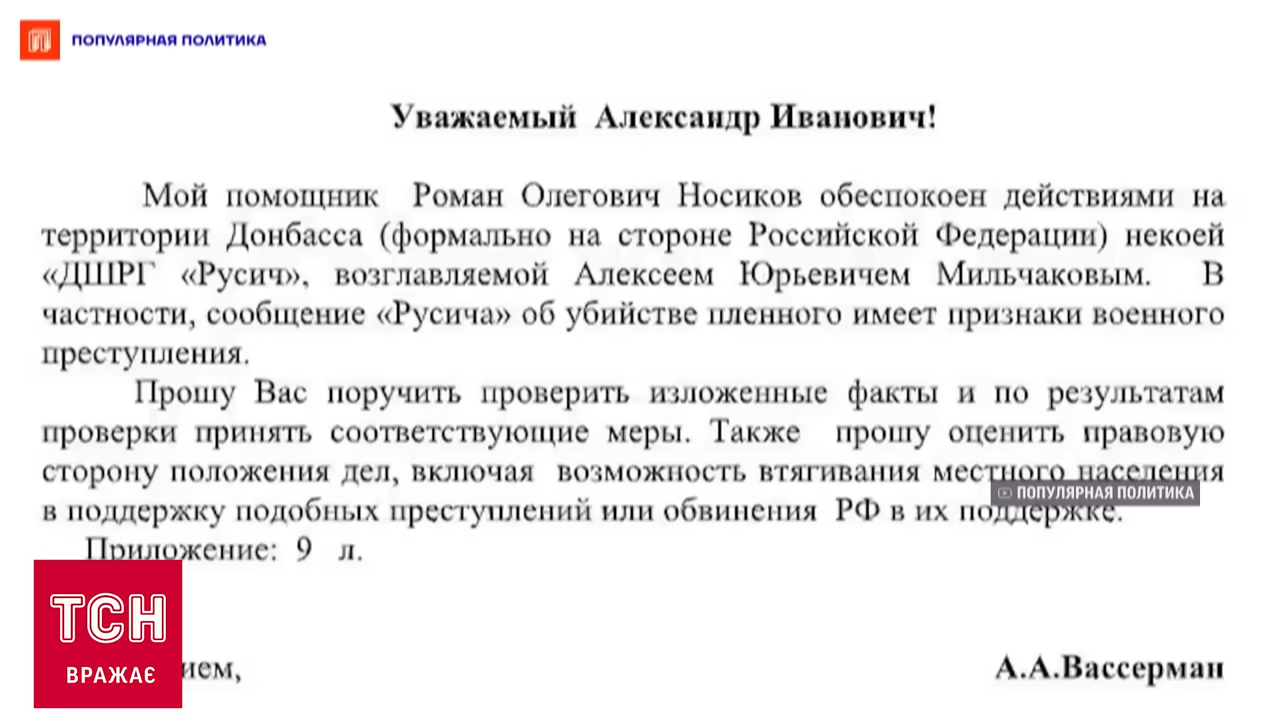 ПОПУЛЯРНАЯ ПОЛИТИКА
Уважаемый Александр Иванович!
Мой помощник Роман Олегович Носиков обеспокоен действиями на
территории Донбасса (формально на стороне Российской Федерации) некоей
«ДШРГ «Русич», возглавляемой Алексеем Юрьевичем Мильчаковым. В
частности, сообщение «Русича» об убийстве пленного имеет признаки военного
преступления.
Прошу Вас поручить проверить изложенные факты и по результатам
проверки принять соответствующие меры. Также прошу оценить правовую
сторону положения дел, включая возможность втягивания местного населения
в поддержку подобных преступлений или обвинения РФ в их поддержке.
ПОПУЛЯРНАЯ ПОЛИТИКА
Приложение: 9 л.
ТСН
ВРАЖАЄ
ием,
А.А.Вассерман